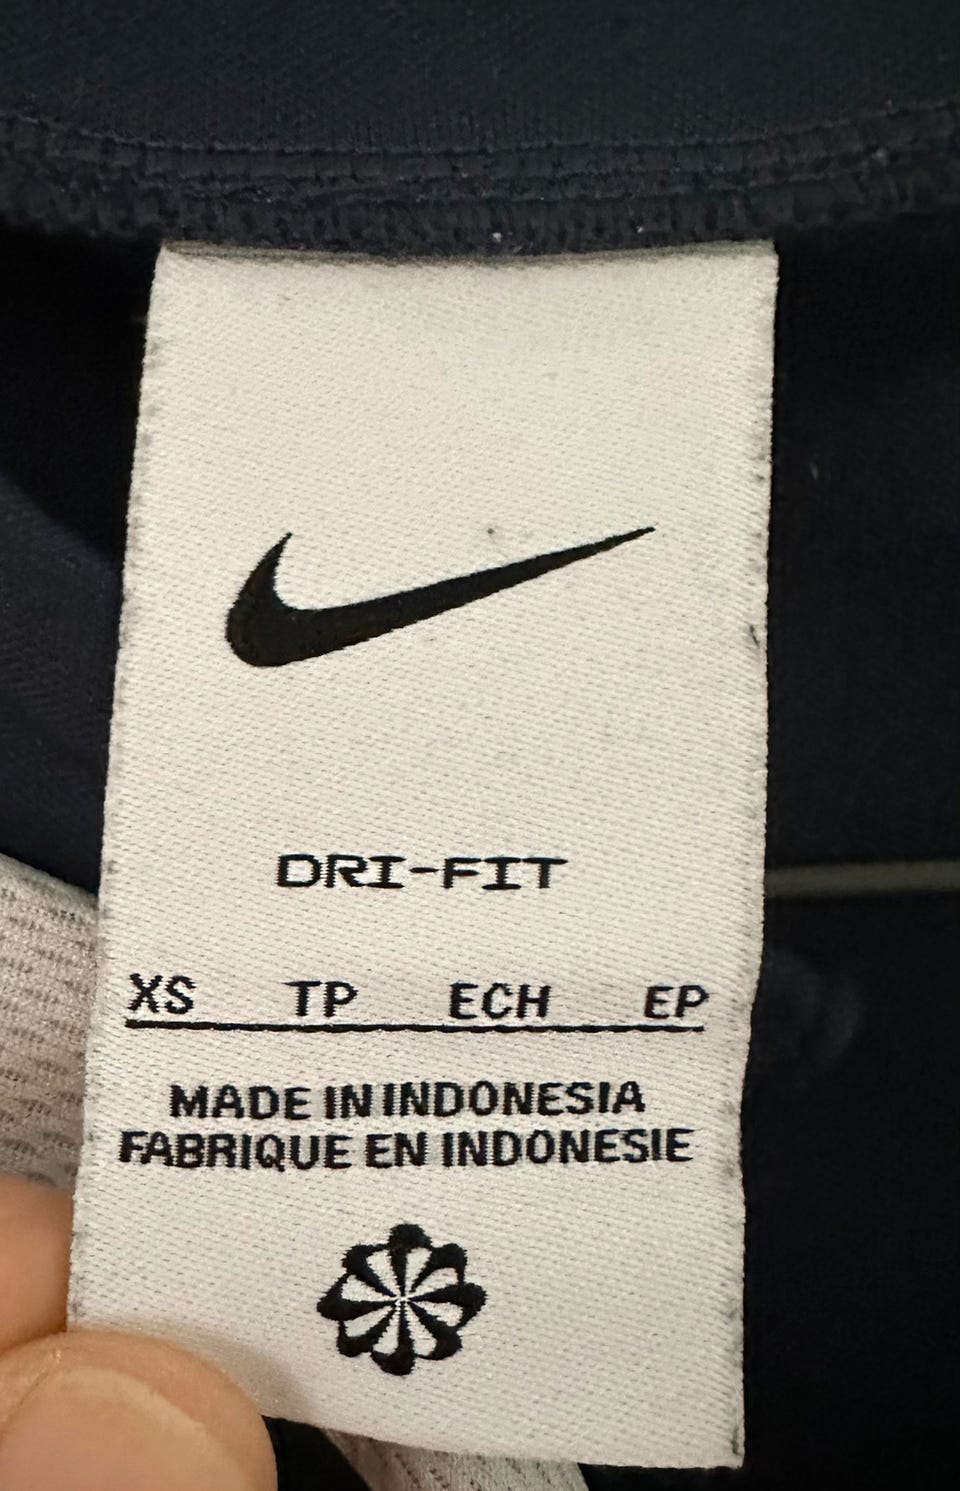 DRI-FIT
XS TP ECH EP
MADE IN INDONESIA
FABRIQUE EN INDONESIE